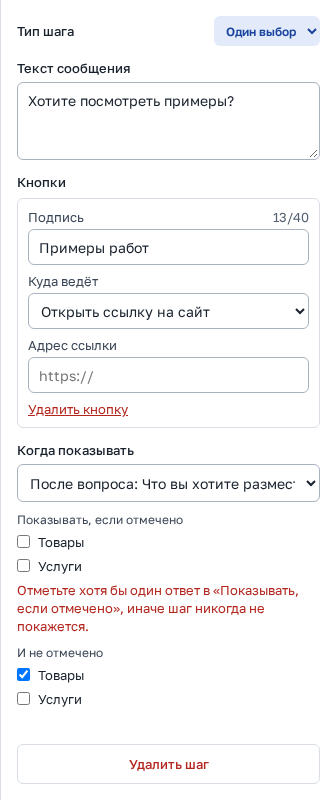 Тип шага
Один выбор
Текст сообщения
Хотите посмотреть примеры?
Кнопки
Подпись 13/40
Примеры работ
Куда ведёт
Открыть ссылку на сайт
Адрес ссылки
https://
Удалить кнопку
Когда показывать
После вопроса: Что вы хотите размес
Показывать, если отмечено
Товары
Услуги
Отметьте хотя бы один ответ в «Показывать,
если отмечено», иначе шаг никогда не
покажется.
И не отмечено
Товары
Услуги
Удалить шаг